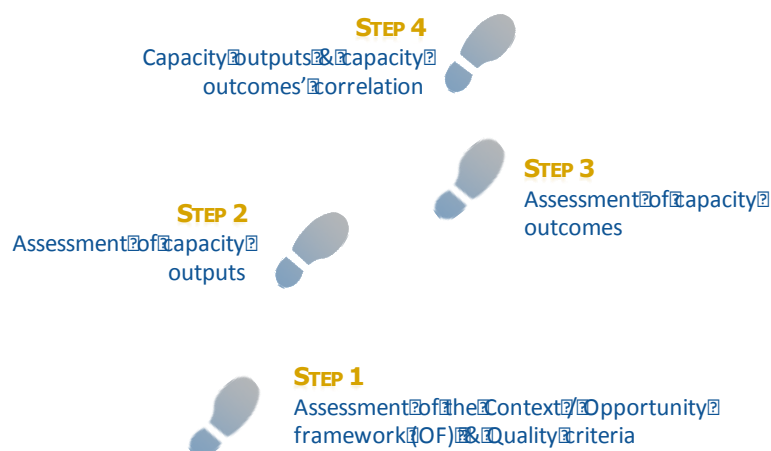 STEP 4
Capacity outputs & capacity
outcomes’ correlation
STEP 3
Assessment of capacity
outcomes
STEP 2
Assessment of capacity
outputs
STEP 1
Assessment of the Context / Opportunity
framework (OF) & Quality criteria